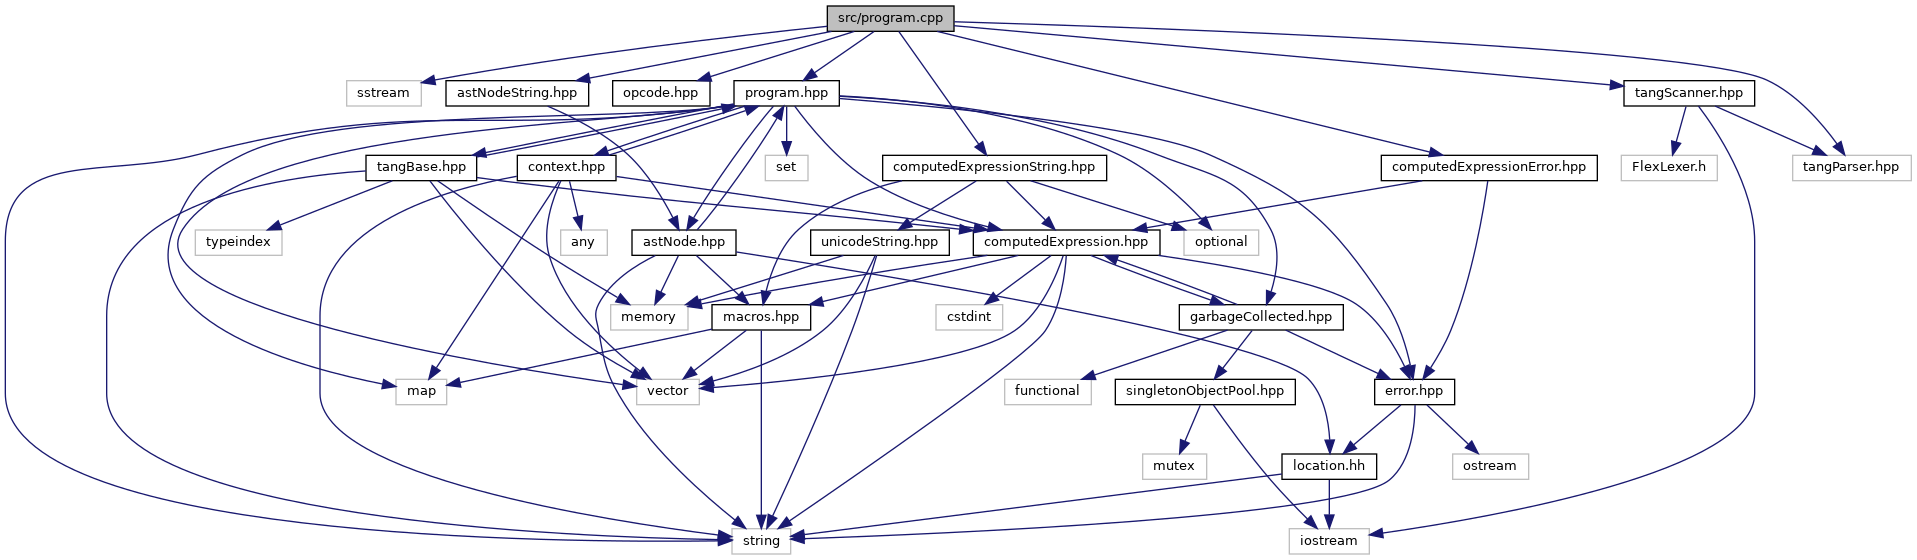 src/program.cpp
sstream
astNodeString.hpp
opcode.hpp
program.hpp
tangScanner.hpp
tangBase.hpp
context.hpp
set
computedExpressionString.hpp
computedExpressionError.hpp
FlexLexer.h
tangParser.hpp
typeindex
any
astNode.hpp
unicodeString.hpp
computedExpression.hpp
optional
memory
macros.hpp
cstdint
garbageCollected.hpp
map
vector
functional
singletonObjectPool.hpp
error.hpp
mutex
location.hh
ostream
string
iostream